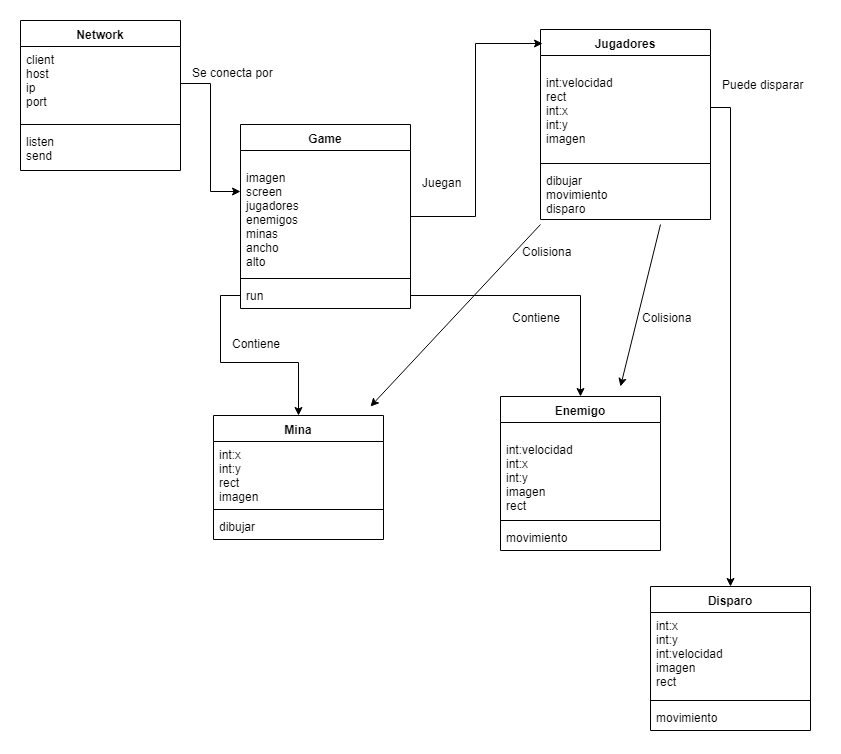 Network
client
host
ip
port
listen
send
Se conecta por
Game
imagen
screen
jugadores
enemigos
minas
ancho
alto
run
Juegan
Jugadores
int:velocidad
rect
int:x
int:y
imagen
dibujar
movimiento
disparo
Puede disparar
Colisiona
Contiene
Colisiona
Contiene
Mina
int:x
int:y
rect
imagen
dibujar
Enemigo
int:velocidad
int:x
int:y
imagen
rect
movimiento
Disparo
int:x
int:y
int:velocidad
imagen
rect
movimiento